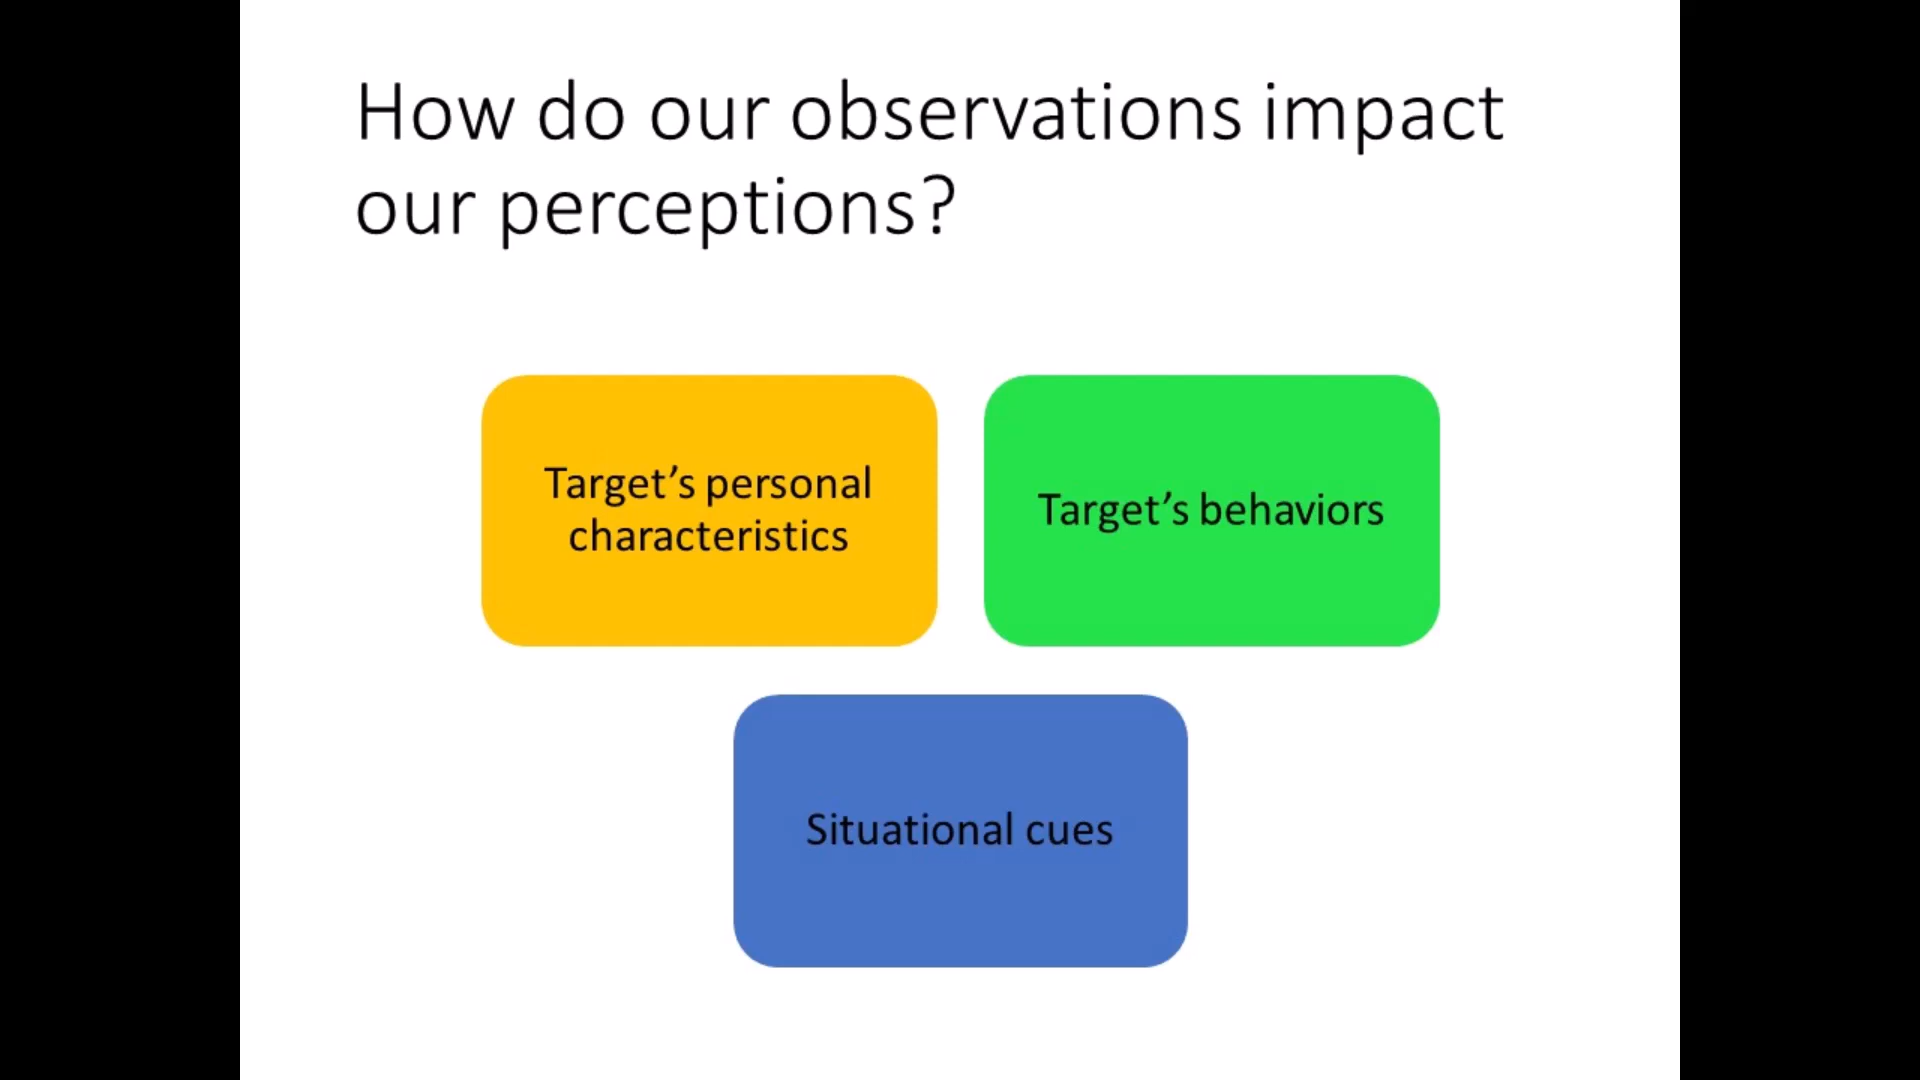 How do our observations impact
our perceptions?
Target’s personal
characteristics
Target’s behaviors
Situational cues